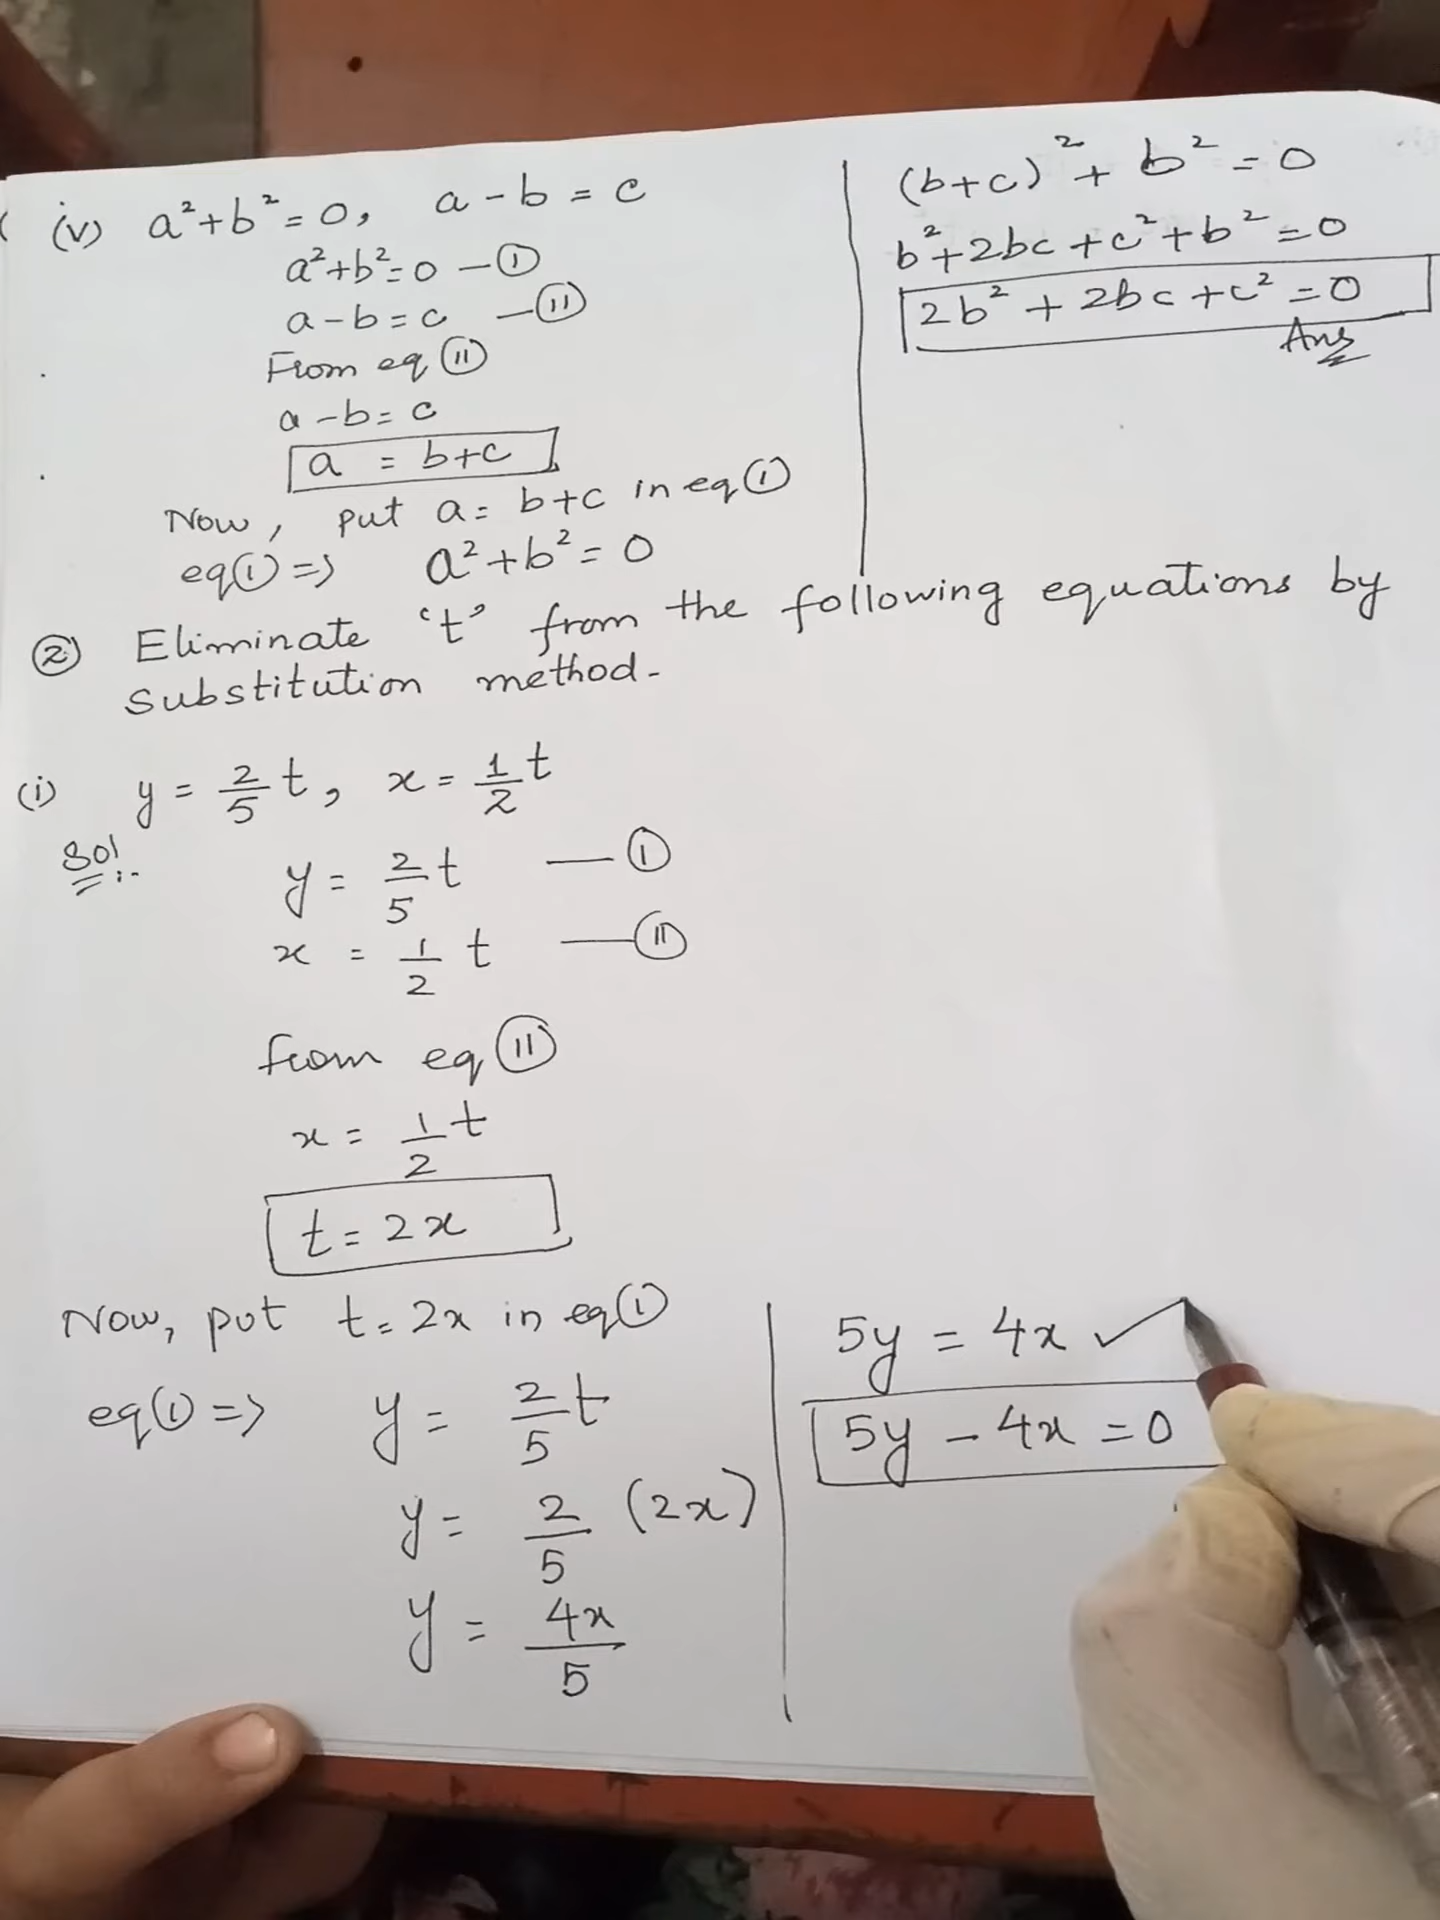 (v) a²+b²=0, a-b=c
a²+b²=0 —(i)
a-b=c —(ii)
From eq (ii)
a-b=c
a = b+c
Now, put a= b+c in eq(i)
eq(i)=> a²+b²=0
(b+c)²+ b²=0
b²+2bc+c²+b²=0
2b²+2bc+c²=0
Ans
② Eliminate 't' from the following equations by
substitution method-
(i) y = 2/5 t, x = 1/2 t
Sol:-
y = 2/5 t —(i)
x = 1/2 t —(ii)
from eq (ii)
x = 1/2 t
t = 2x
Now, put t=2x in eq(i)
eq(i)=> y = 2/5 t
y = 2/5 (2x)
y = 4x/5
5y = 4x ✓
5y - 4x = 0